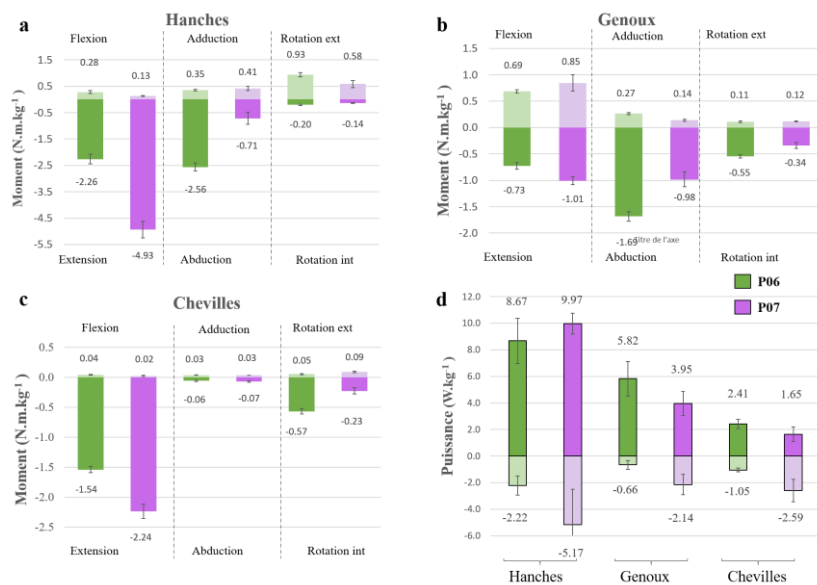 a
Hanches
Flexion
Adduction
Rotation ext
0.28
0.13
0.35
0.41
0.93
0.58
1.5
0.5
-0.5
-1.5
-2.5
-3.5
-4.5
-5.5
Moment (N.m.kg⁻¹)
-2.26
-4.93
-2.56
-0.71
-0.20
-0.14
Extension
Abduction
Rotation int
b
Genoux
Flexion
Adduction
Rotation ext
0.69
0.85
0.27
0.14
0.11
0.12
1.5
1.0
0.5
0.0
-0.5
-1.0
-1.5
-2.0
Moment (N.m.kg⁻¹)
-0.73
-1.01
-1.69
-0.98
-0.55
-0.34
Titre de l'axe
Extension
Abduction
Rotation int
c
Chevilles
Flexion
Adduction
Rotation ext
0.04
0.02
0.03
0.03
0.05
0.09
0.5
0.0
-0.5
-1.0
-1.5
-2.0
-2.5
Moment (N.m.kg⁻¹)
-1.54
-2.24
-0.06
-0.07
-0.57
-0.23
Extension
Abduction
Rotation int
d
P06
P07
12.0
10.0
8.0
6.0
4.0
2.0
0.0
-2.0
-4.0
-6.0
Puissance (W.kg⁻¹)
8.67
9.97
5.82
3.95
2.41
1.65
-2.22
-5.17
-0.66
-2.14
-1.05
-2.59
Hanches
Genoux
Chevilles